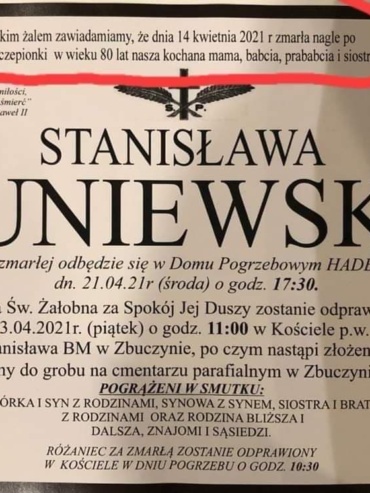 kim żalem zawiadamiamy, że dnia 14 kwietnia 2021 r zmarła nagle po
czepionki w wieku 80 lat nasza kochana mama, babcia, prababcia i siostr
miłości,
śmierć"
aweł II
STANISŁAWA
UNIEWSK
zmarłej odbędzie się w Domu Pogrzebowym HADE
dn. 21.04.21r (środa) o godz. 17:30.
a Św. Żałobna za Spokój Jej Duszy zostanie odpraw
3.04.2021r. (piątek) o godz. 11:00 w Kościele p.w.
anisława BM w Zbuczynie, po czym nastąpi złożen
ny do grobu na cmentarzu parafialnym w Zbuczyni
POGRĄŻENI W SMUTKU:
ÓRKA I SYN Z RODZINAMI, SYNOWA Z SYNEM, SIOSTRA I BRAT
Z RODZINAMI ORAZ RODZINA BLIŻSZA I
DALSZA, ZNAJOMI I SĄSIEDZI.
RÓŻANIEC ZA ZMARŁĄ ZOSTANIE ODPRAWIONY
W KOŚCIELE W DNIU POGRZEBU O GODZ. 10:30